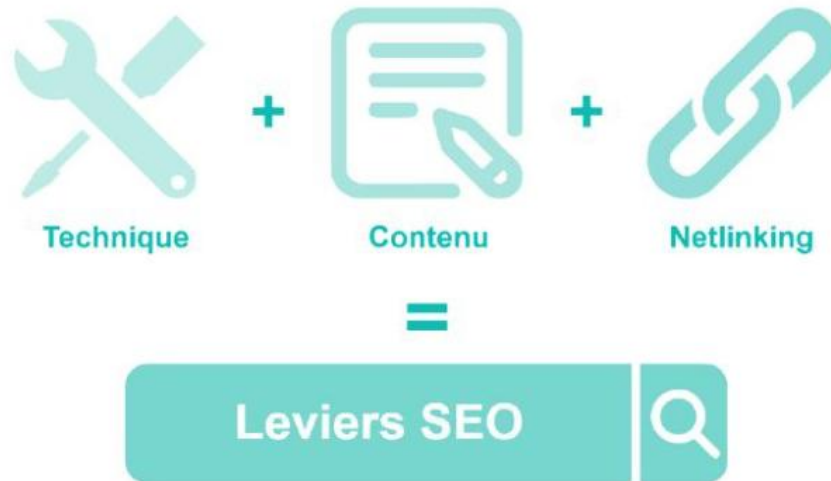 + +
Technique Contenu Netlinking
=
Leviers SEO